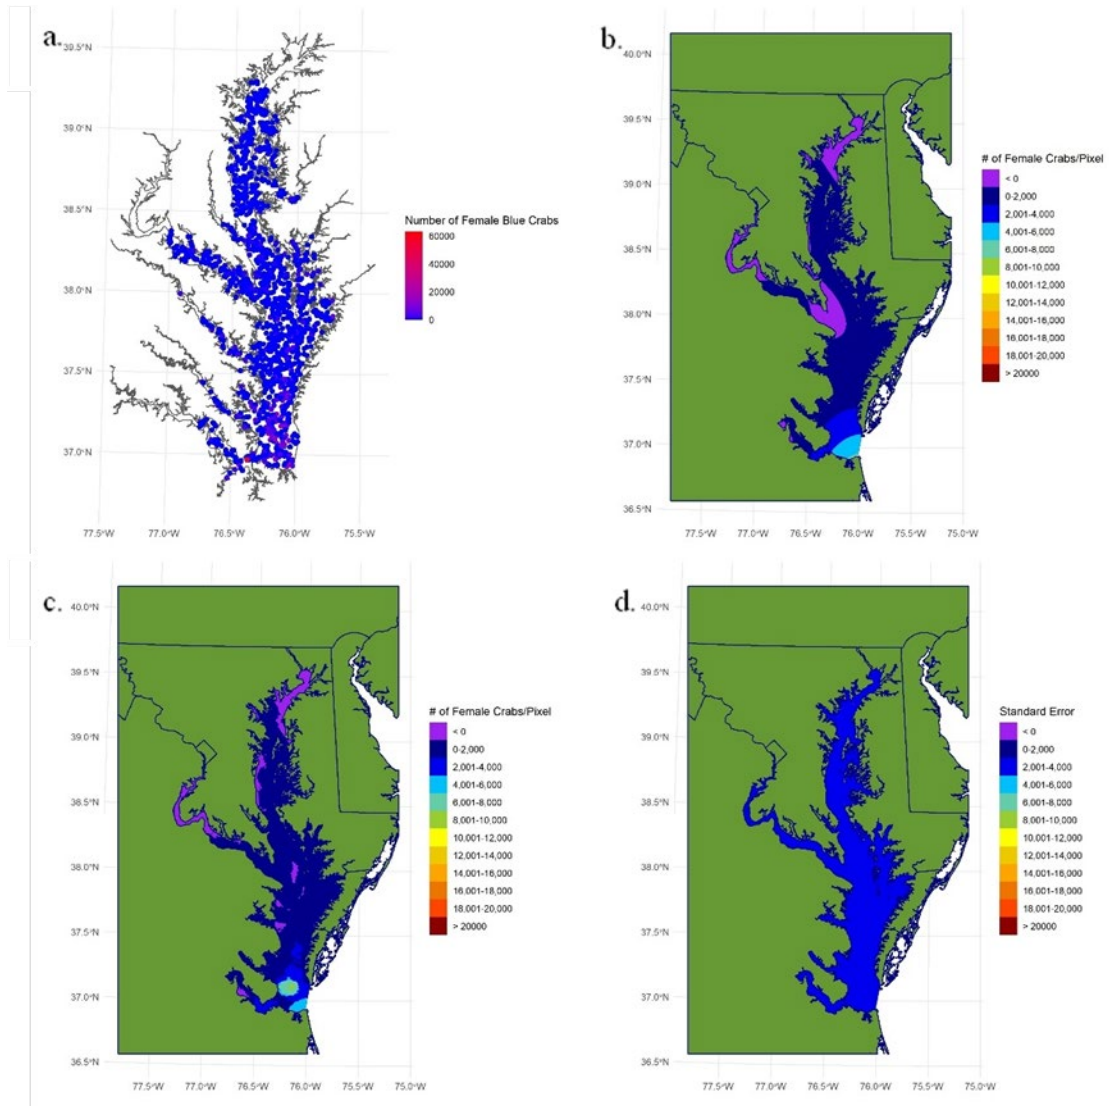 a.
39.5°N
39.0°N
38.5°N
38.0°N
37.5°N
37.0°N
77.5°W 77.0°W 76.5°W 76.0°W 75.5°W
Number of Female Blue Crabs
60000
40000
20000
0
b.
40.0°N
39.5°N
39.0°N
38.5°N
38.0°N
37.5°N
37.0°N
36.5°N
77.5°W 77.0°W 76.5°W 76.0°W 75.5°W 75.0°W
# of Female Crabs/Pixel
< 0
0-2,000
2,001-4,000
4,001-6,000
6,001-8,000
8,001-10,000
10,001-12,000
12,001-14,000
14,001-16,000
16,001-18,000
18,001-20,000
> 20000
c.
40.0°N
39.5°N
39.0°N
38.5°N
38.0°N
37.5°N
37.0°N
36.5°N
77.5°W 77.0°W 76.5°W 76.0°W 75.5°W 75.0°W
# of Female Crabs/Pixel
< 0
0-2,000
2,001-4,000
4,001-6,000
6,001-8,000
8,001-10,000
10,001-12,000
12,001-14,000
14,001-16,000
16,001-18,000
18,001-20,000
> 20000
d.
40.0°N
39.5°N
39.0°N
38.5°N
38.0°N
37.5°N
37.0°N
36.5°N
77.5°W 77.0°W 76.5°W 76.0°W 75.5°W 75.0°W
Standard Error
< 0
0-2,000
2,001-4,000
4,001-6,000
6,001-8,000
8,001-10,000
10,001-12,000
12,001-14,000
14,001-16,000
16,001-18,000
18,001-20,000
> 20000